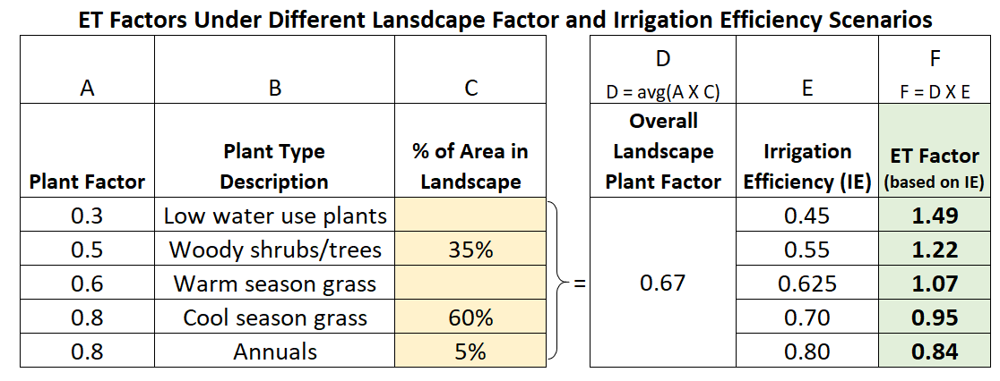 ET Factors Under Different Lansdcape Factor and Irrigation Efficiency Scenarios
A B C D E F
D = avg(A X C) F = D X E
Plant Factor Plant Type Description % of Area in Landscape Overall Landscape Plant Factor Irrigation Efficiency (IE) ET Factor (based on IE)
0.3 Low water use plants 0.45 1.49
0.5 Woody shrubs/trees 35% 0.55 1.22
0.6 Warm season grass = 0.67 0.625 1.07
0.8 Cool season grass 60% 0.70 0.95
0.8 Annuals 5% 0.80 0.84